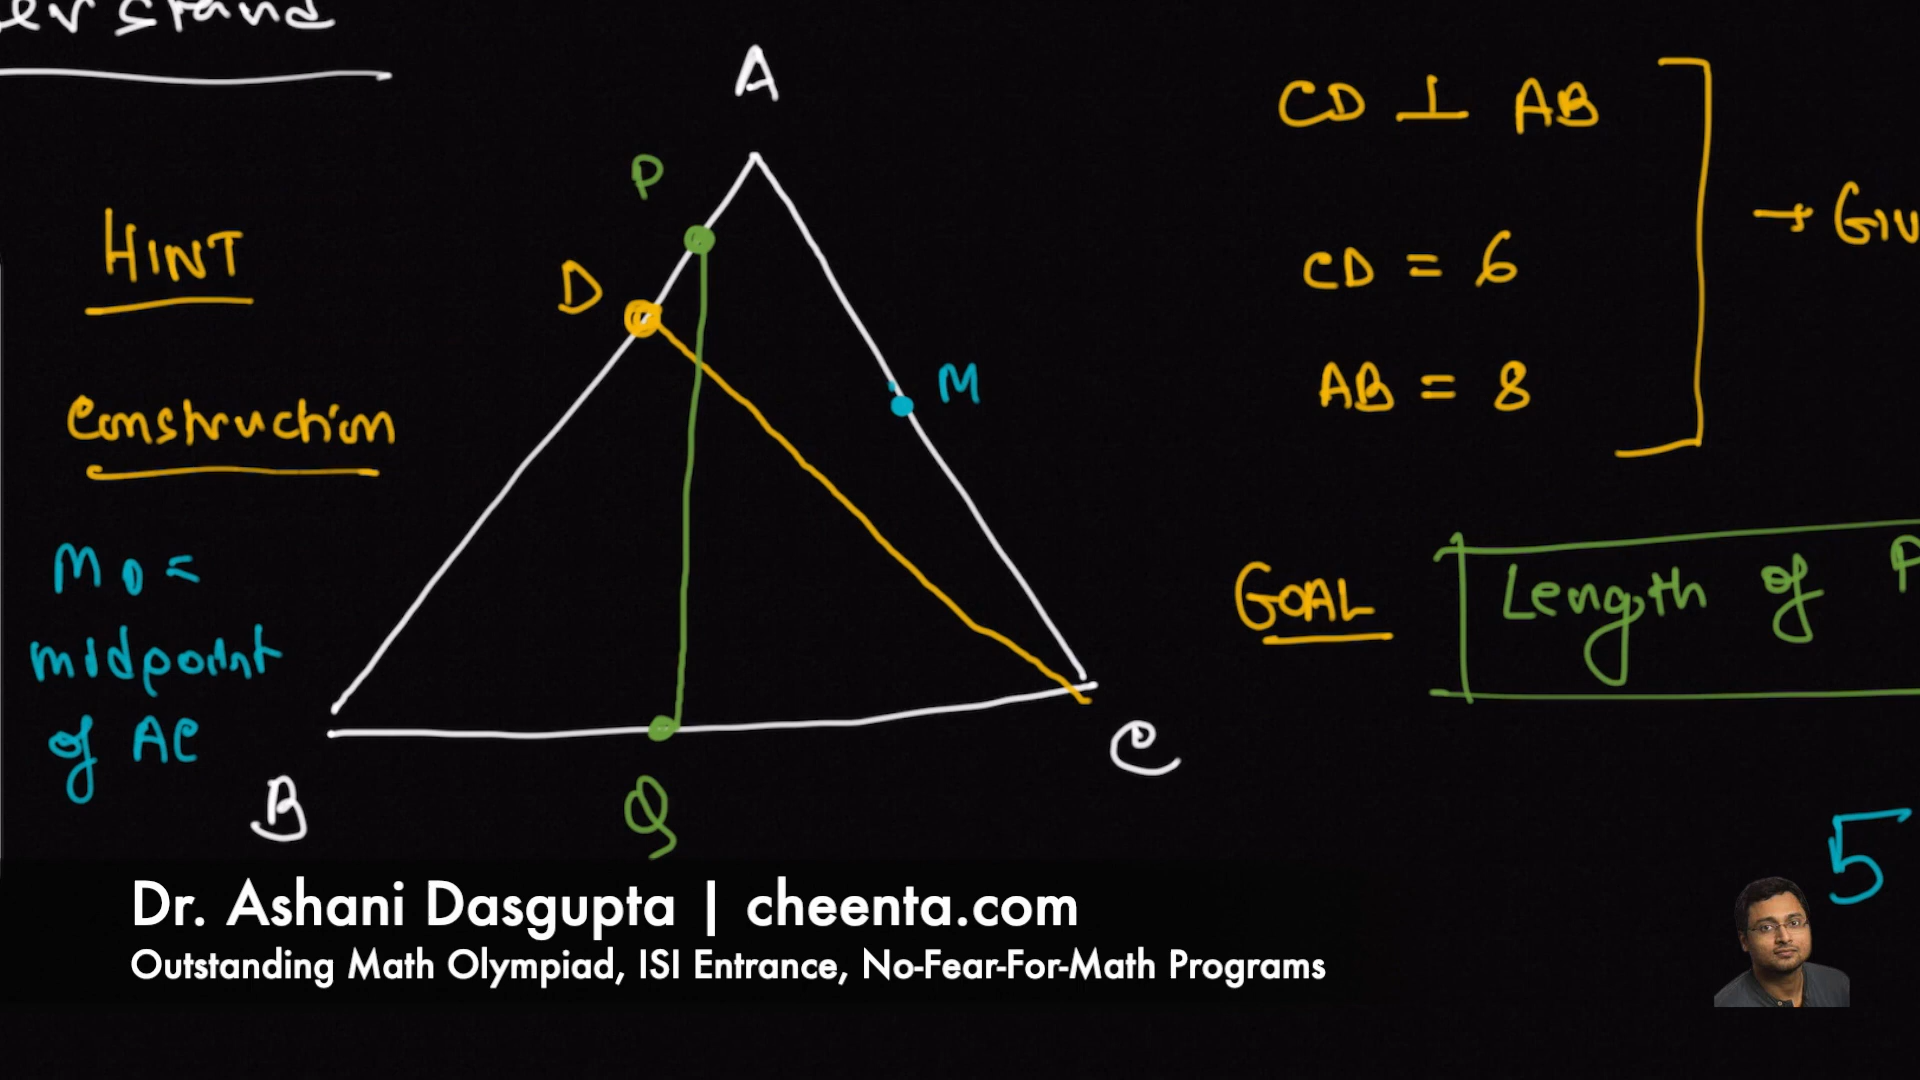 HINT
Construction
M is
midpoint
of AC
A
P
D
M
B
Q
C
CD ⊥ AB
CD = 6
AB = 8
→
GOAL
Length of
5
Dr. Ashani Dasgupta | cheenta.com
Outstanding Math Olympiad, ISI Entrance, No-Fear-For-Math Programs